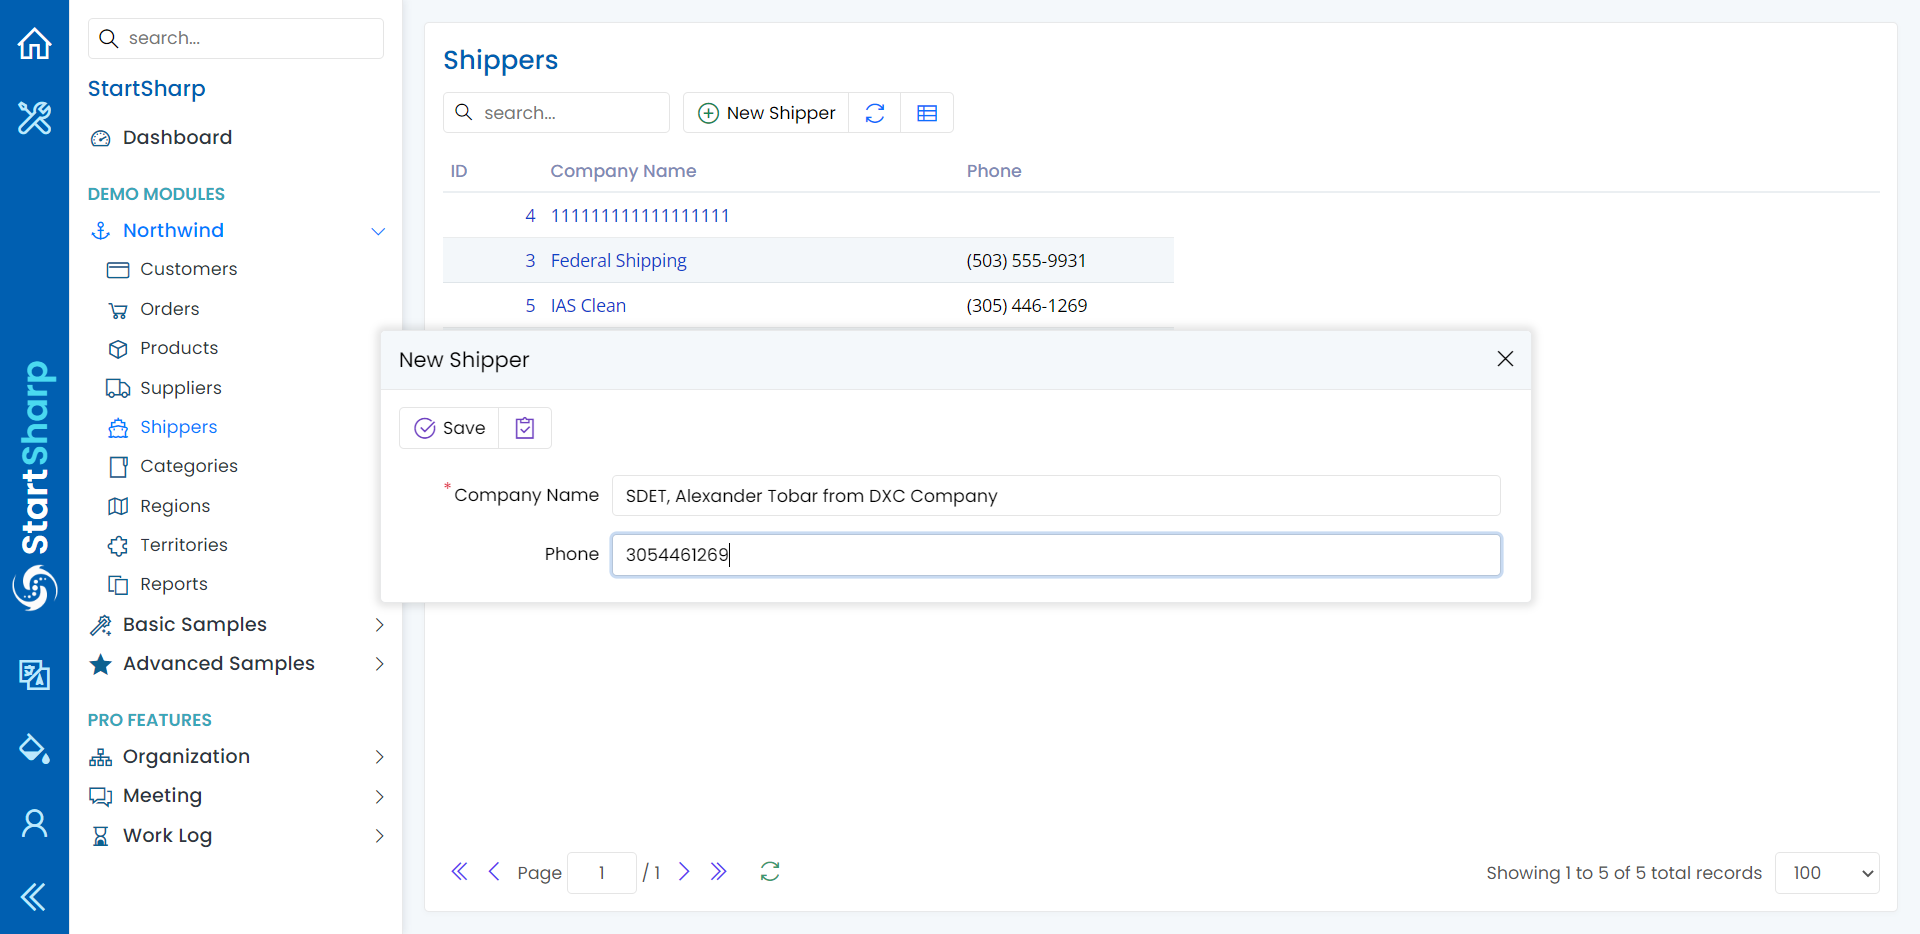 search...
StartSharp
Dashboard
DEMO MODULES
Northwind
Customers
Orders
Products
Suppliers
Shippers
Categories
Regions
Territories
Reports
Basic Samples
Advanced Samples
PRO FEATURES
Organization
Meeting
Work Log
StartSharp
Shippers
search...
New Shipper
ID Company Name Phone
4 111111111111111111
3 Federal Shipping (503) 555-9931
5 IAS Clean (305) 446-1269
New Shipper
Save
*Company Name SDET, Alexander Tobar from DXC Company
Phone 3054461269
Page 1 / 1
Showing 1 to 5 of 5 total records 100